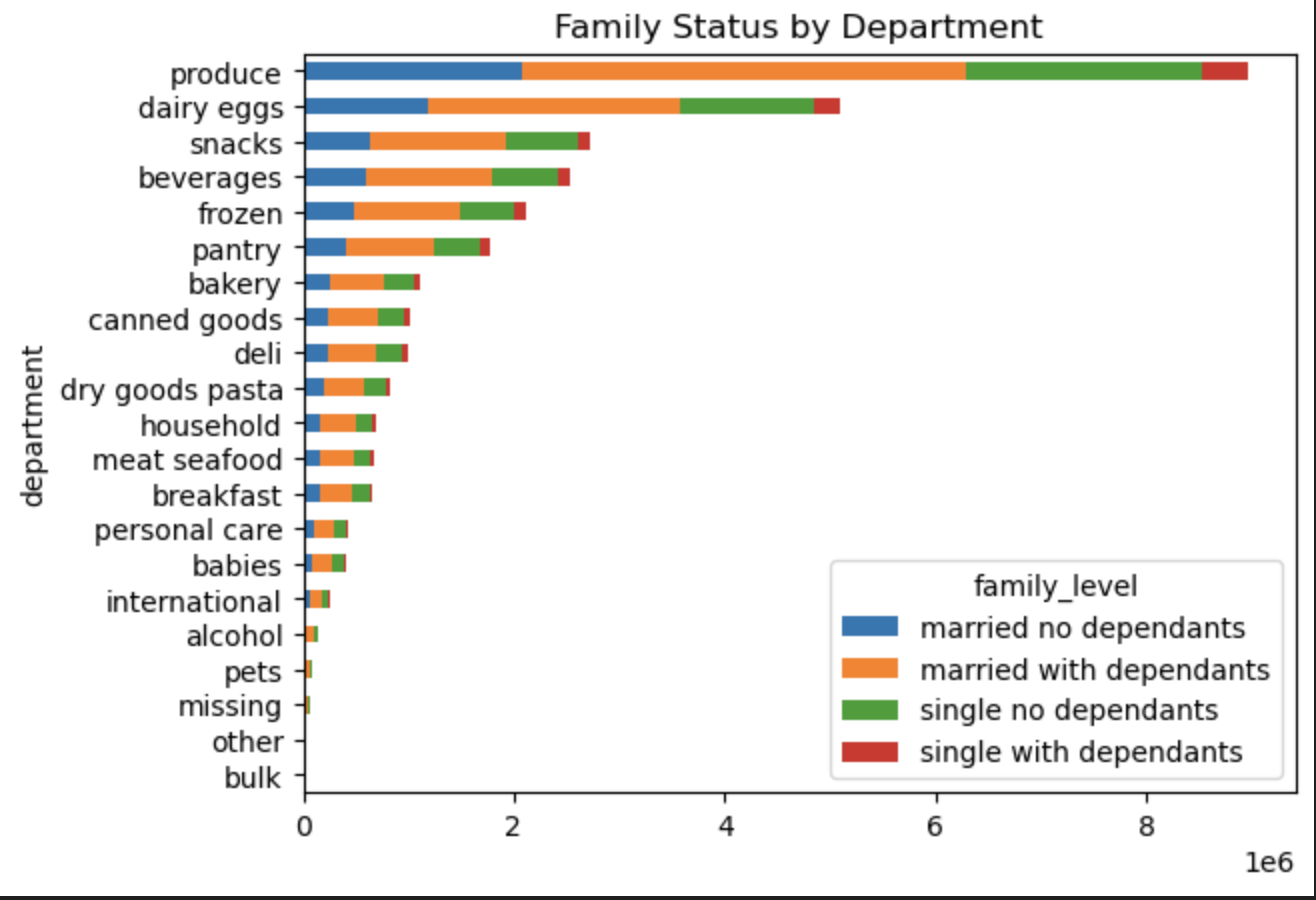 Family Status by Department
produce
dairy eggs
snacks
beverages
frozen
pantry
bakery
canned goods
deli
dry goods pasta
household
meat seafood
breakfast
personal care
babies
international
alcohol
pets
missing
other
bulk
department
family_level
married no dependants
married with dependants
single no dependants
single with dependants
0 2 4 6 8
1e6